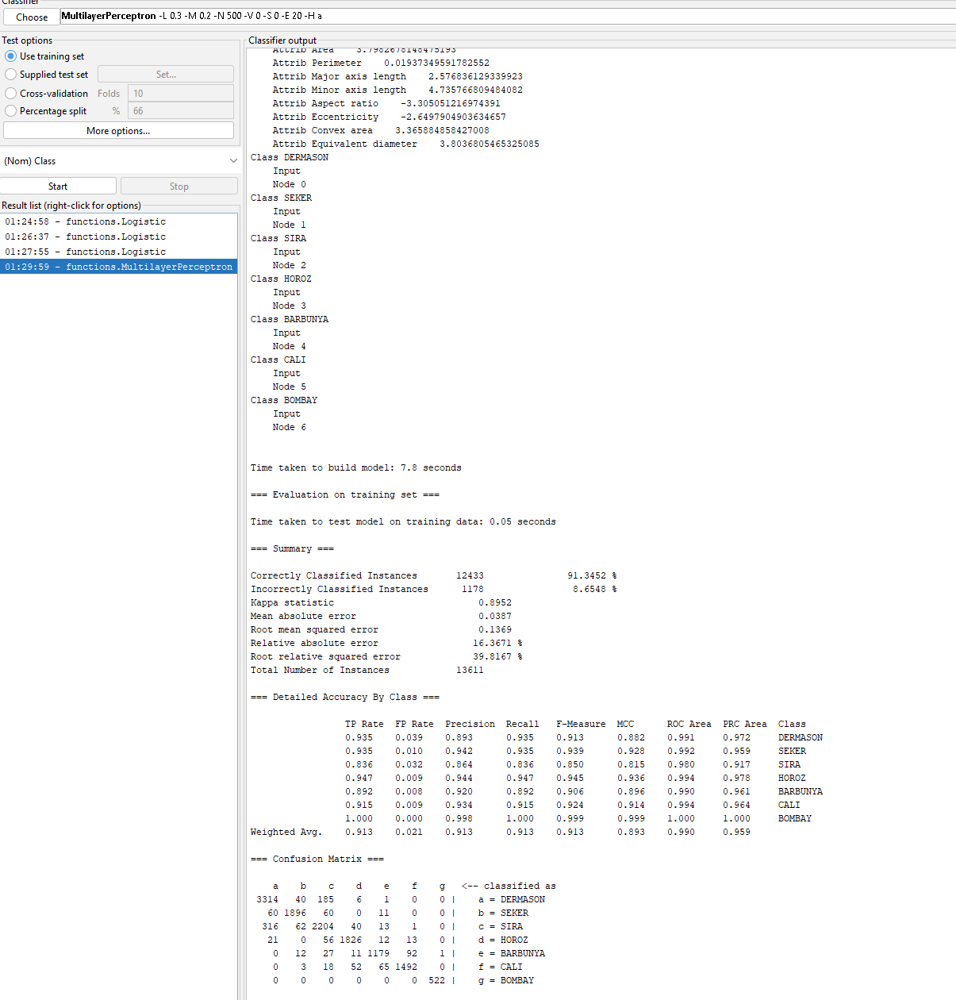 Classifier
Choose MultilayerPerceptron -L 0.3 -M 0.2 -N 500 -V 0 -S 0 -E 20 -H a
Test options
Use training set
Supplied test set Set...
Cross-validation Folds 10
Percentage split % 66
More options...
(Nom) Class
Start Stop
Result list (right-click for options)
01:24:58 - functions.Logistic
01:26:37 - functions.Logistic
01:27:55 - functions.Logistic
01:29:59 - functions.MultilayerPerceptron
Classifier output
Attrib Area 3.7982678148475193
Attrib Perimeter 0.01937349591782552
Attrib Major axis length 2.576836129339923
Attrib Minor axis length 4.735766809484082
Attrib Aspect ratio -3.305051216974391
Attrib Eccentricity -2.6497904903634657
Attrib Convex area 3.365884858427008
Attrib Equivalent diameter 3.8036805465325085
Class DERMASON
Input
Node 0
Class SEKER
Input
Node 1
Class SIRA
Input
Node 2
Class HOROZ
Input
Node 3
Class BARBUNYA
Input
Node 4
Class CALI
Input
Node 5
Class BOMBAY
Input
Node 6
Time taken to build model: 7.8 seconds
=== Evaluation on training set ===
Time taken to test model on training data: 0.05 seconds
=== Summary ===
Correctly Classified Instances 12433 91.3452 %
Incorrectly Classified Instances 1178 8.6548 %
Kappa statistic 0.8952
Mean absolute error 0.0387
Root mean squared error 0.1369
Relative absolute error 16.3671 %
Root relative squared error 39.8167 %
Total Number of Instances 13611
=== Detailed Accuracy By Class ===
TP Rate FP Rate Precision Recall F-Measure MCC ROC Area PRC Area Class
0.935 0.039 0.893 0.935 0.913 0.882 0.991 0.972 DERMASON
0.935 0.010 0.942 0.935 0.939 0.928 0.992 0.959 SEKER
0.836 0.032 0.864 0.836 0.850 0.815 0.980 0.917 SIRA
0.947 0.009 0.944 0.947 0.945 0.936 0.994 0.978 HOROZ
0.892 0.008 0.920 0.892 0.906 0.896 0.990 0.961 BARBUNYA
0.915 0.009 0.934 0.915 0.924 0.914 0.994 0.964 CALI
1.000 0.000 0.998 1.000 0.999 0.999 1.000 1.000 BOMBAY
Weighted Avg. 0.913 0.021 0.913 0.913 0.913 0.893 0.990 0.959
=== Confusion Matrix ===
a b c d e f g <-- classified as
3314 40 185 6 1 0 0 | a = DERMASON
60 1896 60 0 11 0 0 | b = SEKER
316 62 2204 40 13 1 0 | c = SIRA
21 0 56 1826 12 13 0 | d = HOROZ
0 12 27 11 1179 92 1 | e = BARBUNYA
0 3 18 52 65 1492 0 | f = CALI
0 0 0 0 0 0 522 | g = BOMBAY